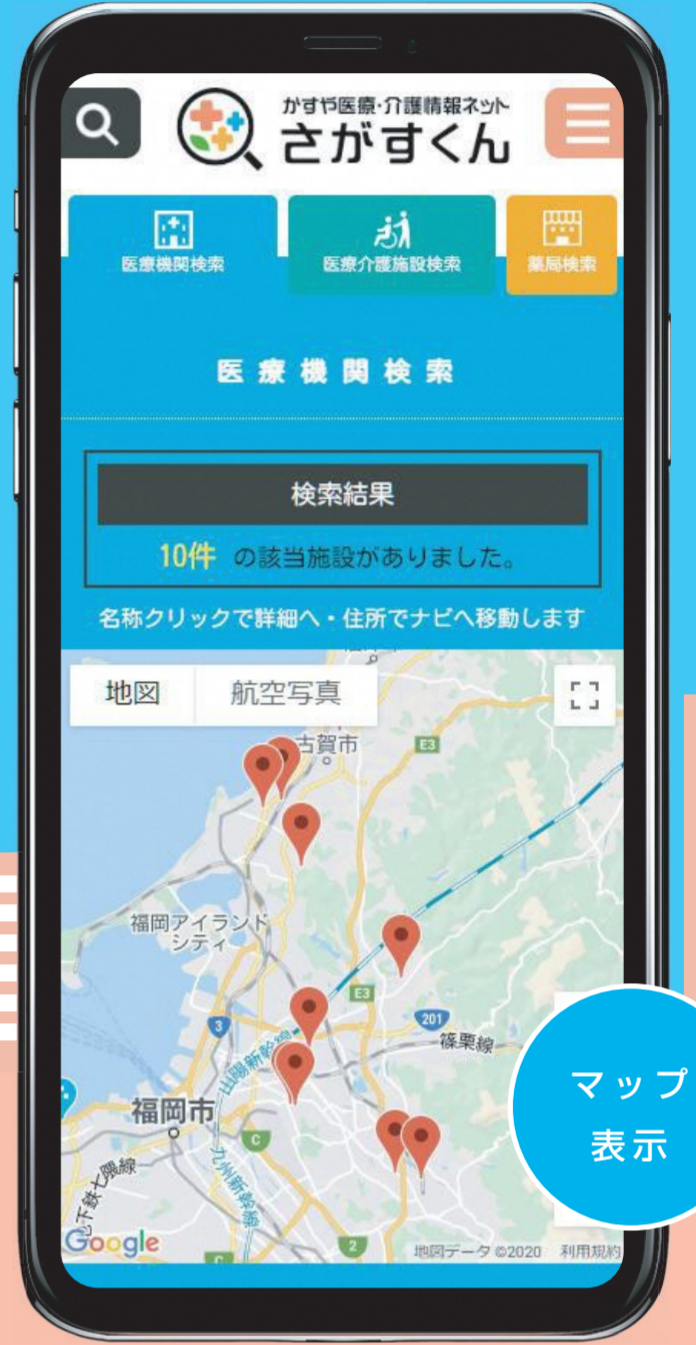 かすや医療・介護情報ネット
さがすくん
医療機関検索
医療介護施設検索
薬局検索
医療機関検索
検索結果
10件 の該当施設がありました。
名称クリックで詳細へ・住所でナビへ移動します
地図 航空写真
古賀市
E3
福岡アイランド
シティ
E3
3
201
篠栗線
山陽新幹線
マップ
表示
福岡市
C
九州新幹線
地下鉄七隈線
Google
2
地図データ ©2020 利用規約